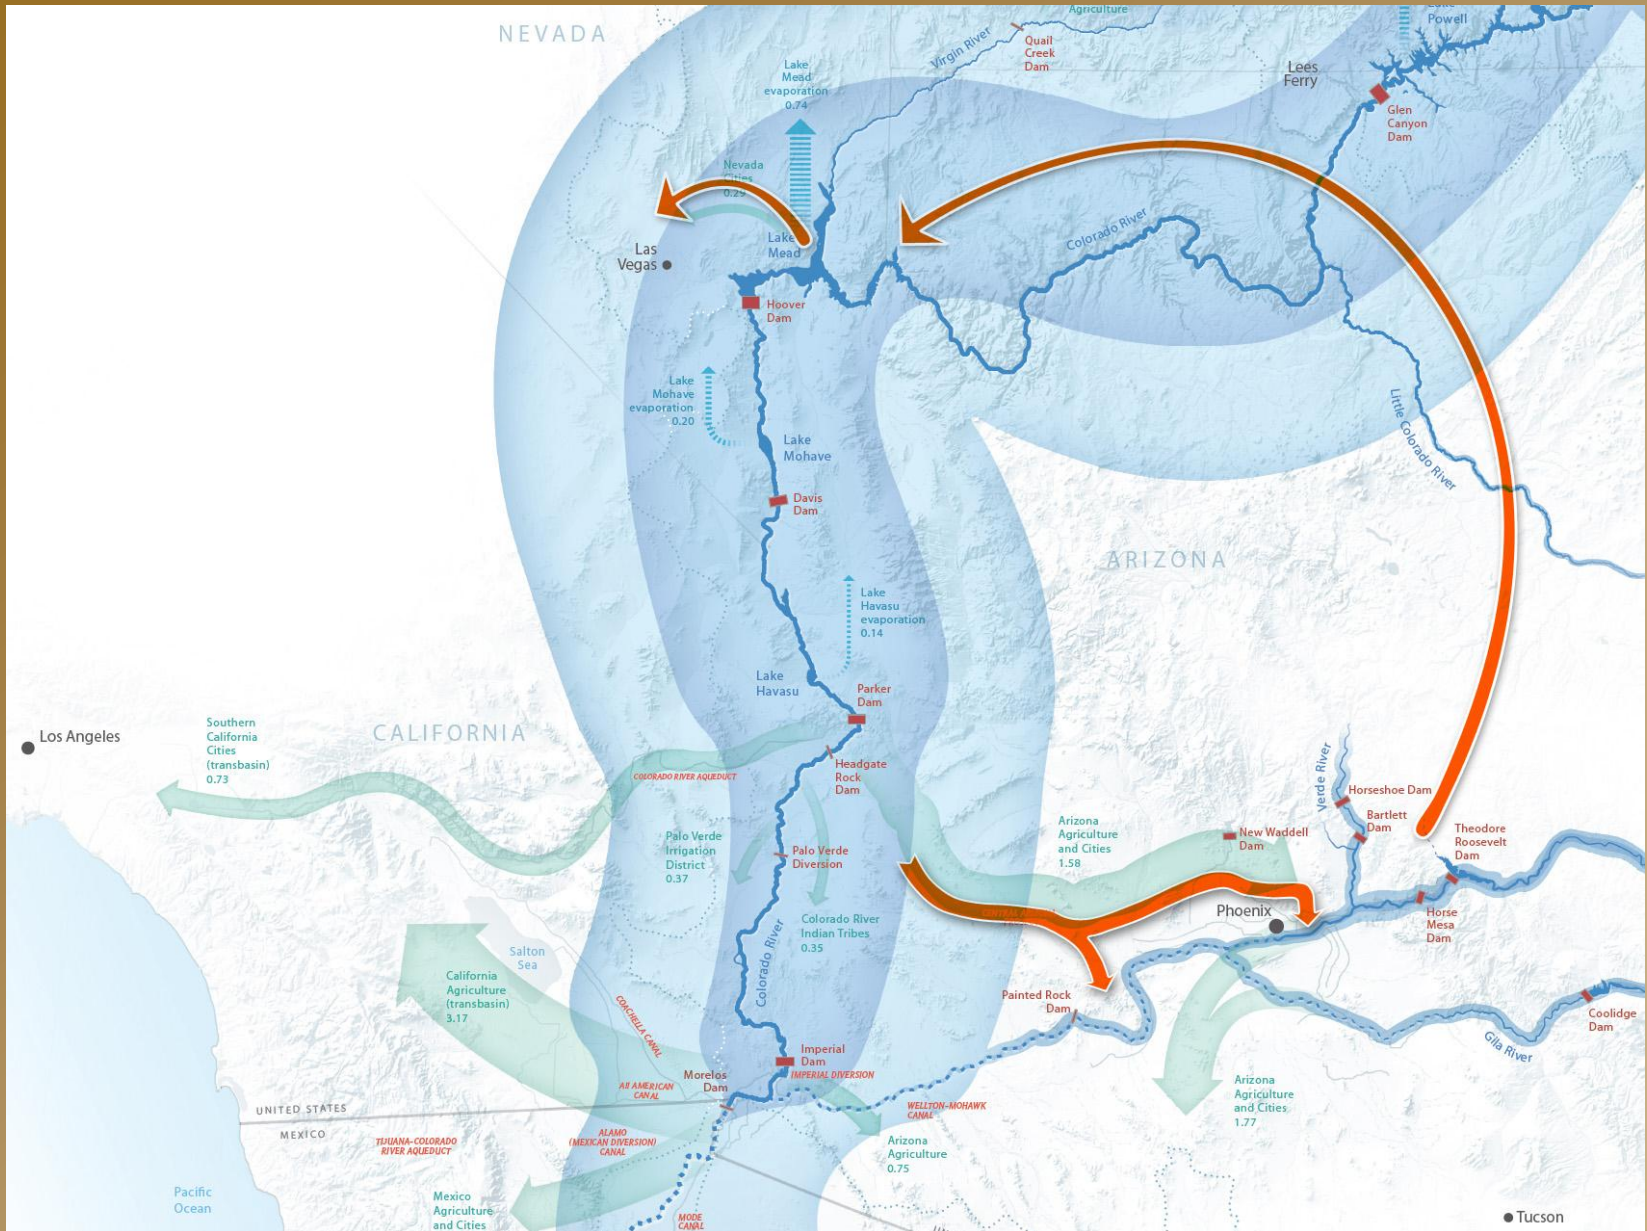 NEVADA
Agriculture
Lake
Powell
Virgin River
Quail
Creek
Dam
Lees
Ferry
Glen
Canyon
Dam
Lake
Mead
evaporation
0.74
Nevada
Cities
0.29
Las
Vegas
Lake
Mead
Hoover
Dam
Colorado River
Lake
Mohave
evaporation
0.20
Lake
Mohave
Little Colorado River
Davis
Dam
ARIZONA
Lake
Havasu
evaporation
0.14
Lake
Havasu
Parker
Dam
Los Angeles
Southern
California
Cities
(transbasin)
0.73
CALIFORNIA
COLORADO RIVER AQUEDUCT
Headgate
Rock
Dam
Verde River
Horseshoe Dam
Bartlett
Dam
Theodore
Roosevelt
Dam
New Waddell
Dam
Arizona
Agriculture
and Cities
1.58
Palo Verde
Irrigation
District
0.37
Palo Verde
Diversion
Phoenix
Horse
Mesa
Dam
Colorado River
Indian Tribes
0.35
Colorado River
Salton
Sea
California
Agriculture
(transbasin)
3.17
COACHELLA CANAL
Painted Rock
Dam
Coolidge
Dam
Gila River
Imperial
Dam
IMPERIAL DIVERSION
Morelos
Dam
All AMERICAN
CANAL
WELLTON-MOHAWK
CANAL
Arizona
Agriculture
and Cities
1.77
UNITED STATES
MEXICO
TIJUANA-COLORADO
RIVER AQUEDUCT
ALAMO
(MEXICAN DIVERSION)
CANAL
Arizona
Agriculture
0.75
Pacific
Ocean
Mexico
Agriculture
and Cities
MODE
CANAL
Tucson